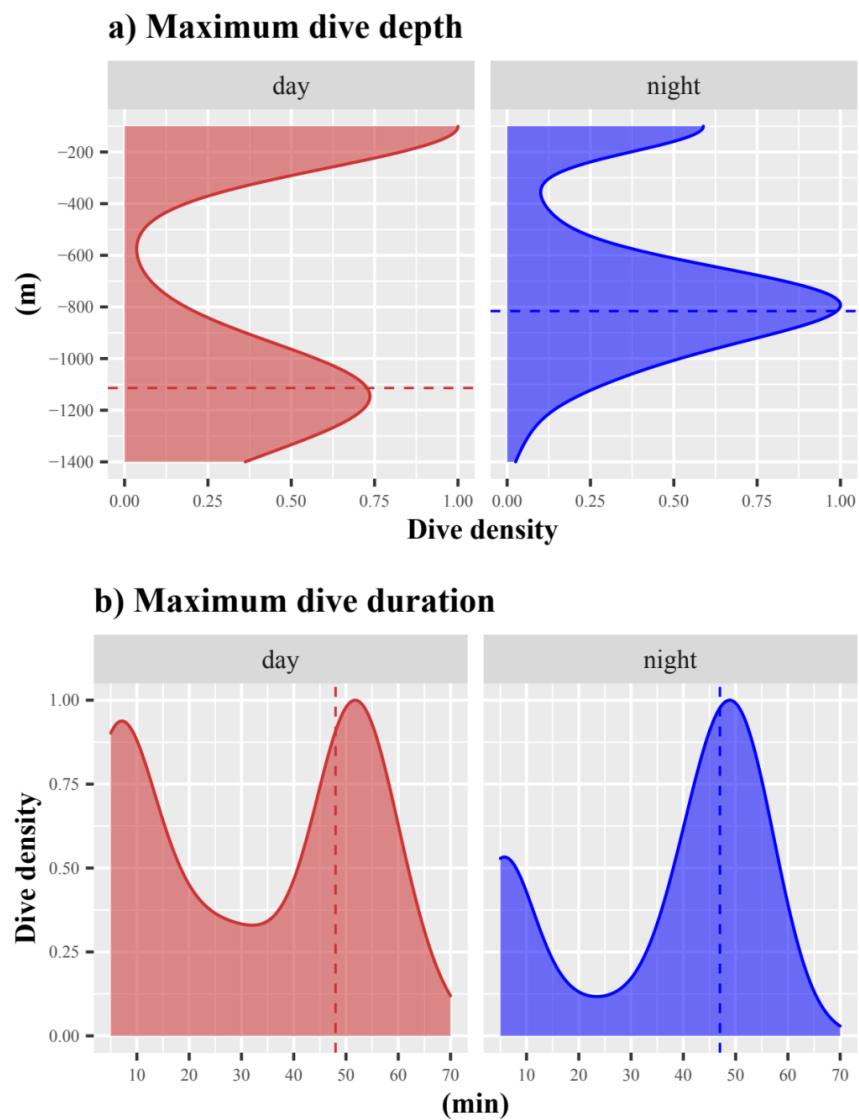 a) Maximum dive depth
day night
−200
−400
−600
−800
−1000
−1200
−1400
(m)
0.00 0.25 0.50 0.75 1.00 0.00 0.25 0.50 0.75 1.00
Dive density
b) Maximum dive duration
day night
1.00
0.75
0.50
0.25
0.00
Dive density
10 20 30 40 50 60 70 10 20 30 40 50 60 70
(min)